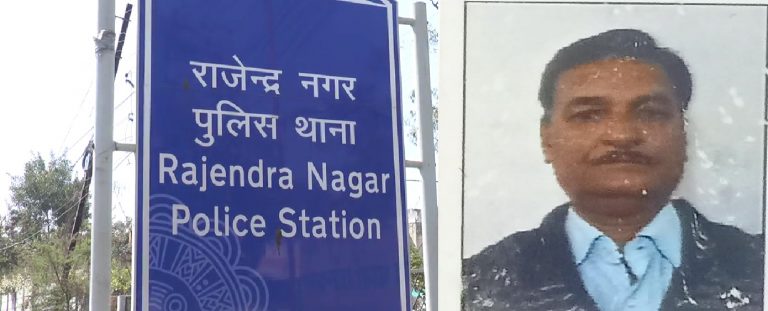 राजेन्द्र नगर
पुलिस थाना
Rajendra Nagar
Police Station